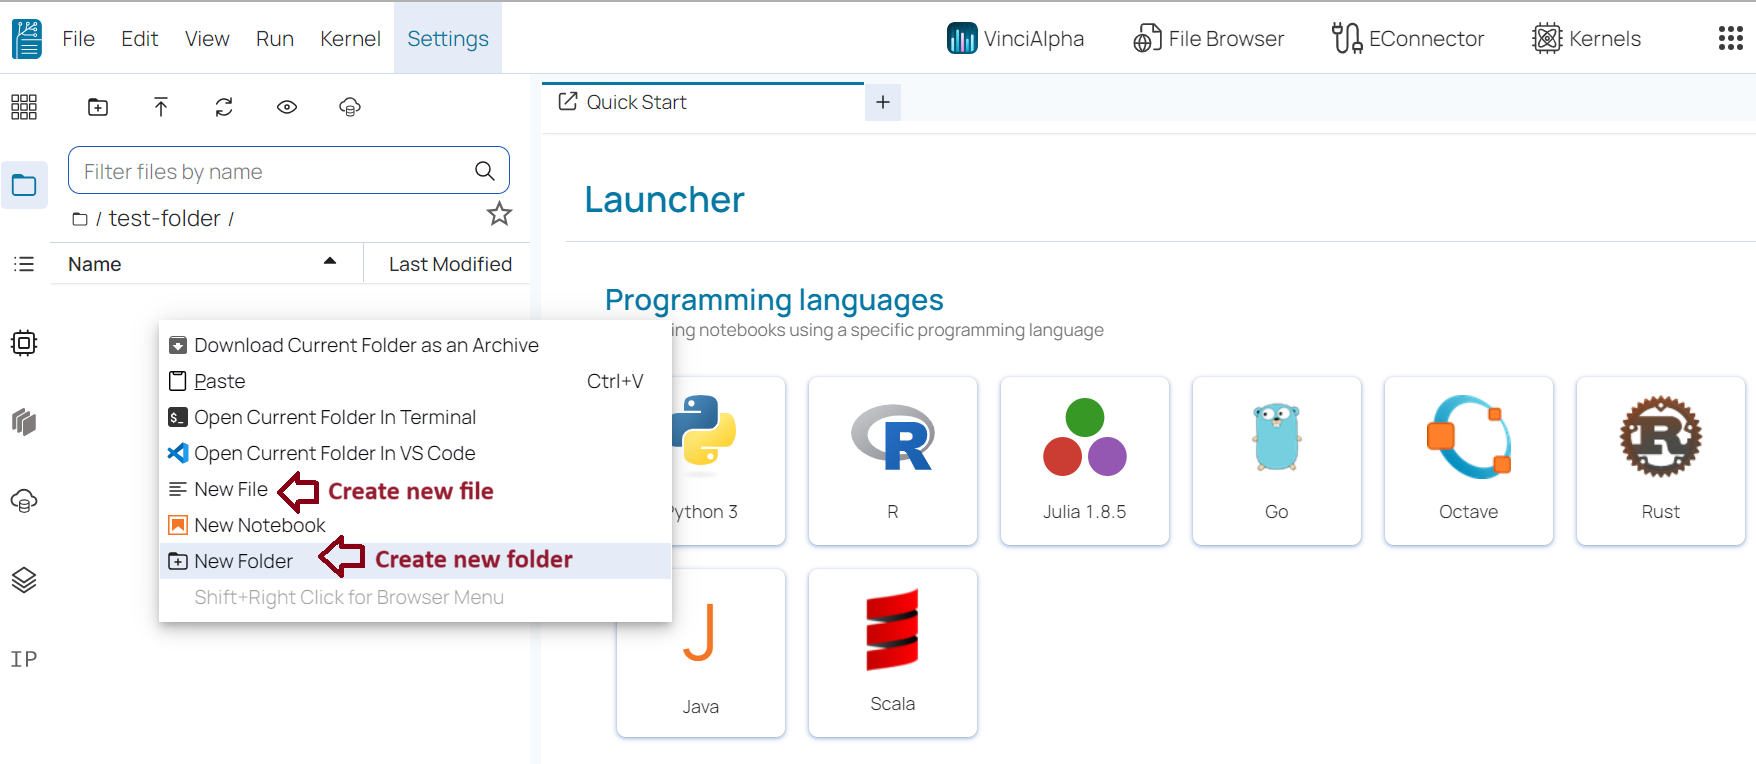 File Edit View Run Kernel Settings VinciAlpha File Browser EConnector Kernels
Quick Start +
Filter files by name
/ test-folder /
Name Last Modified
Launcher
Programming languages
ing notebooks using a specific programming language
Download Current Folder as an Archive
Paste Ctrl+V
Open Current Folder In Terminal
Open Current Folder In VS Code
New File Create new file
New Notebook
New Folder Create new folder
Shift+Right Click for Browser Menu
ython 3 R Julia 1.8.5 Go Octave Rust
Java Scala
IP